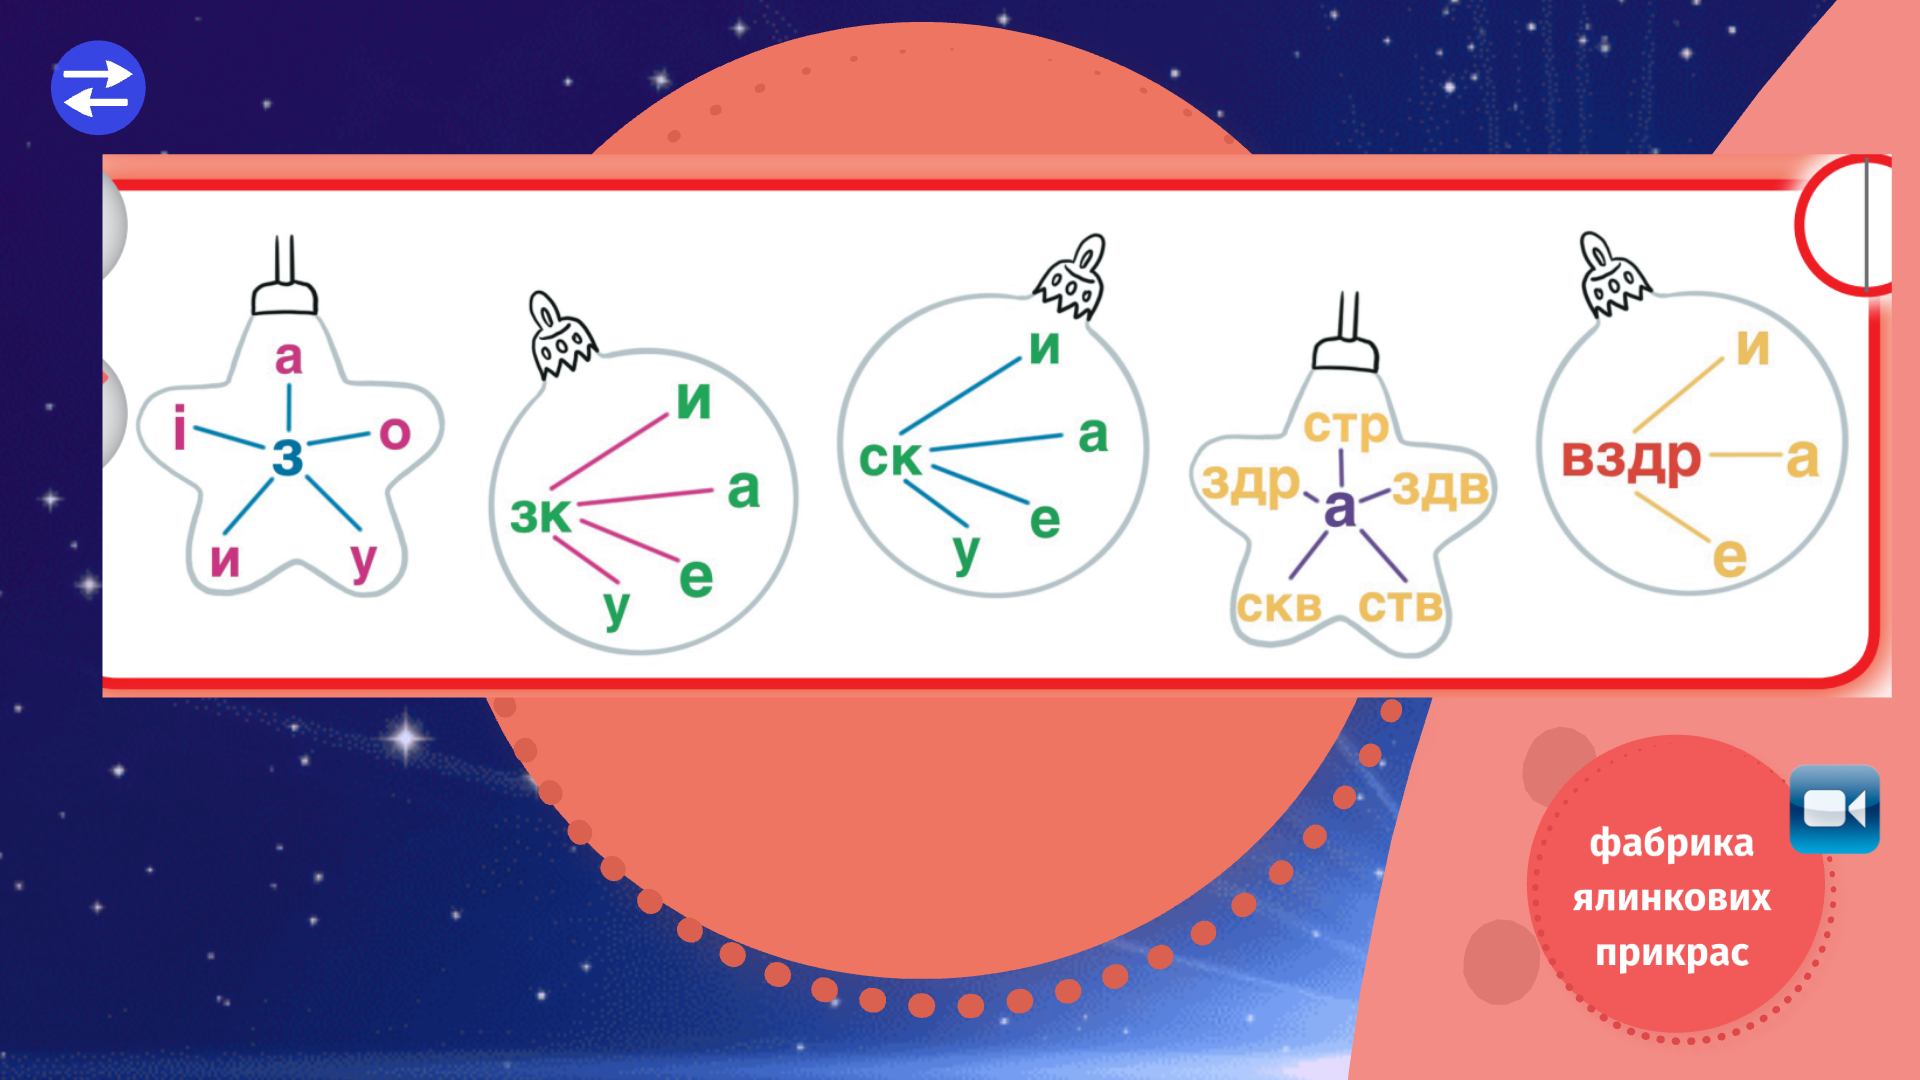 а
і
з
о
и
у
и
а
зк
е
у
и
а
ск
е
у
стр
здр
а
здв
скв
ств
и
вздр
а
е
фабрика
ялинкових
прикрас